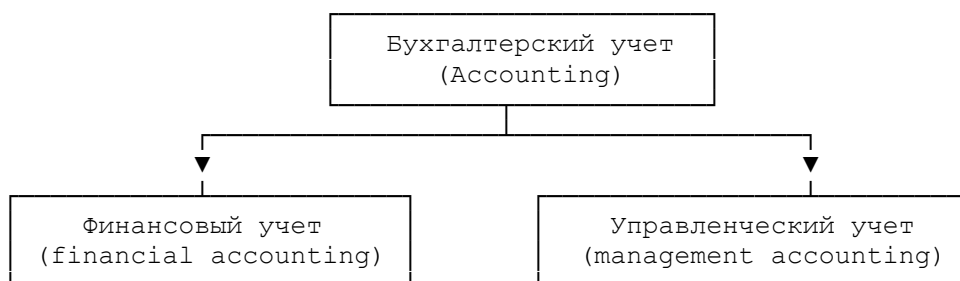 Бухгалтерский учет
(Accounting)
Финансовый учет
(financial accounting)
Управленческий учет
(management accounting)